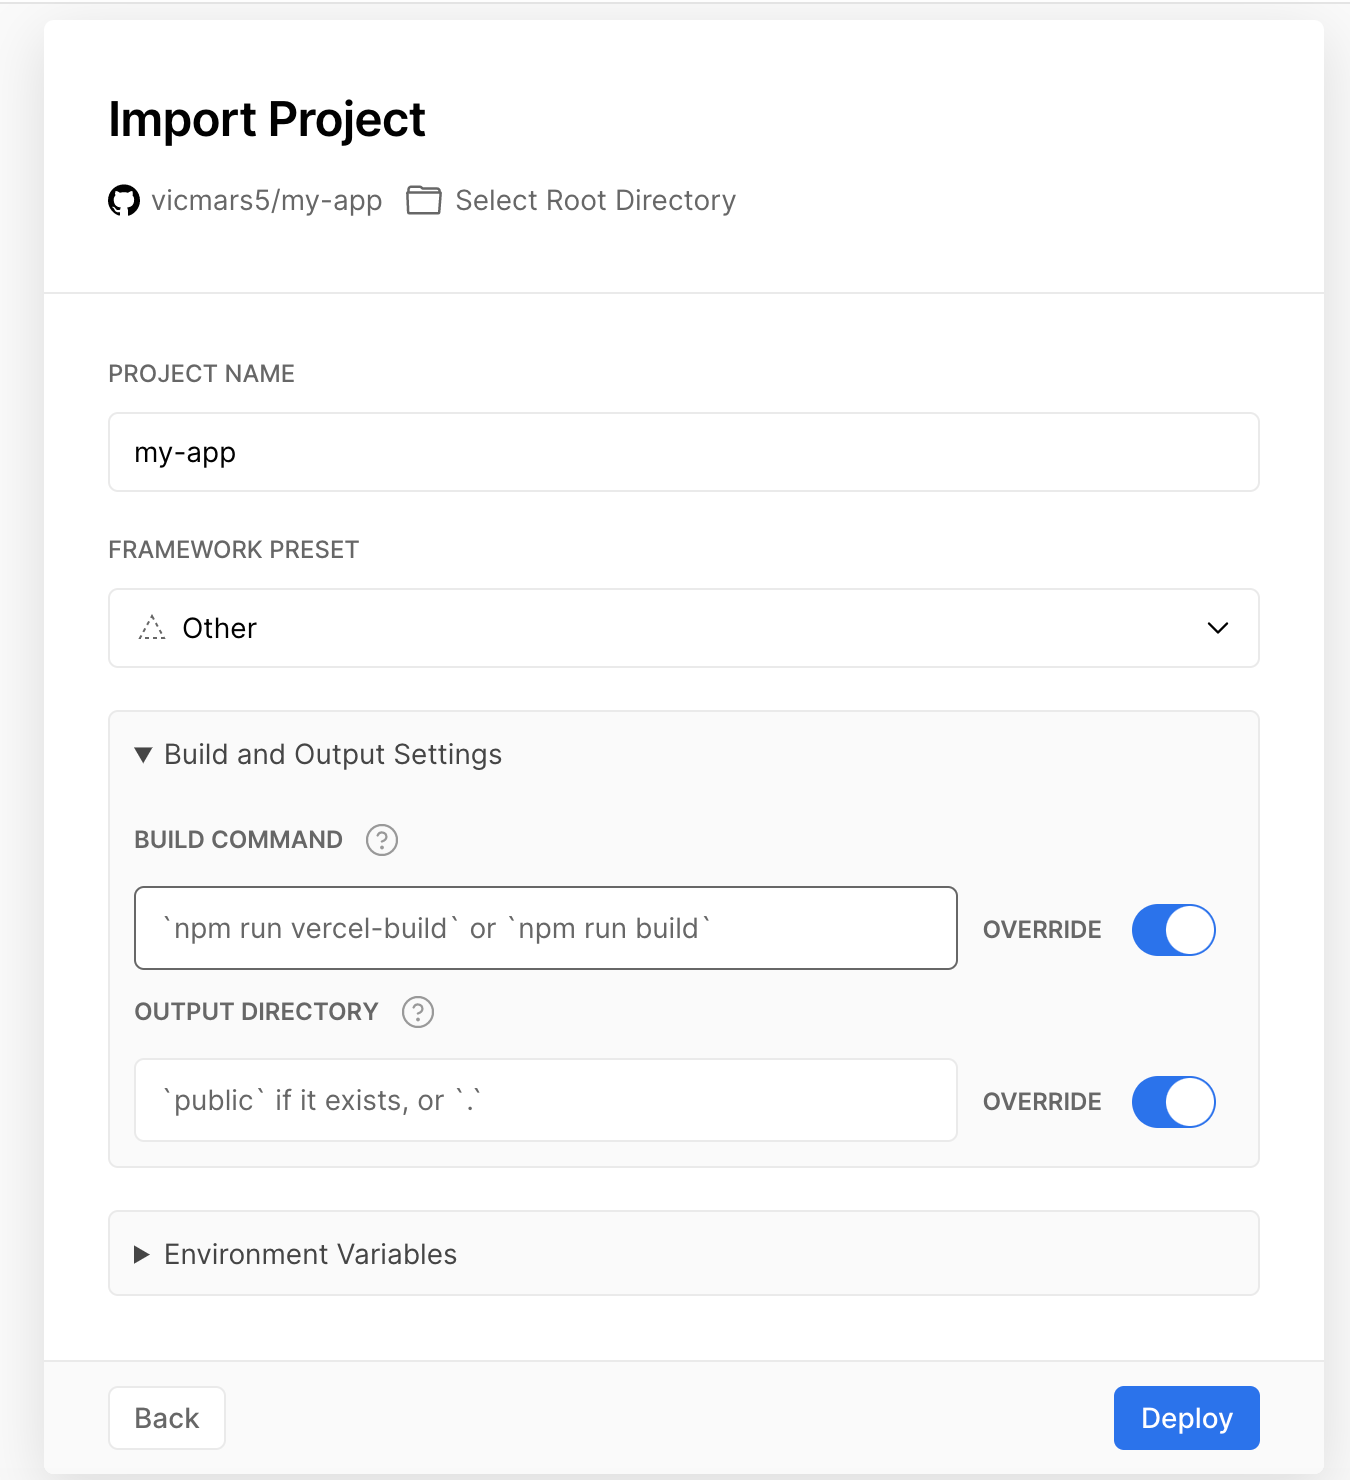 Import Project
vicmars5/my-app Select Root Directory
PROJECT NAME
my-app
FRAMEWORK PRESET
Other
Build and Output Settings
BUILD COMMAND ?
`npm run vercel-build` or `npm run build` OVERRIDE
OUTPUT DIRECTORY ?
`public` if it exists, or `.` OVERRIDE
Environment Variables
Back Deploy